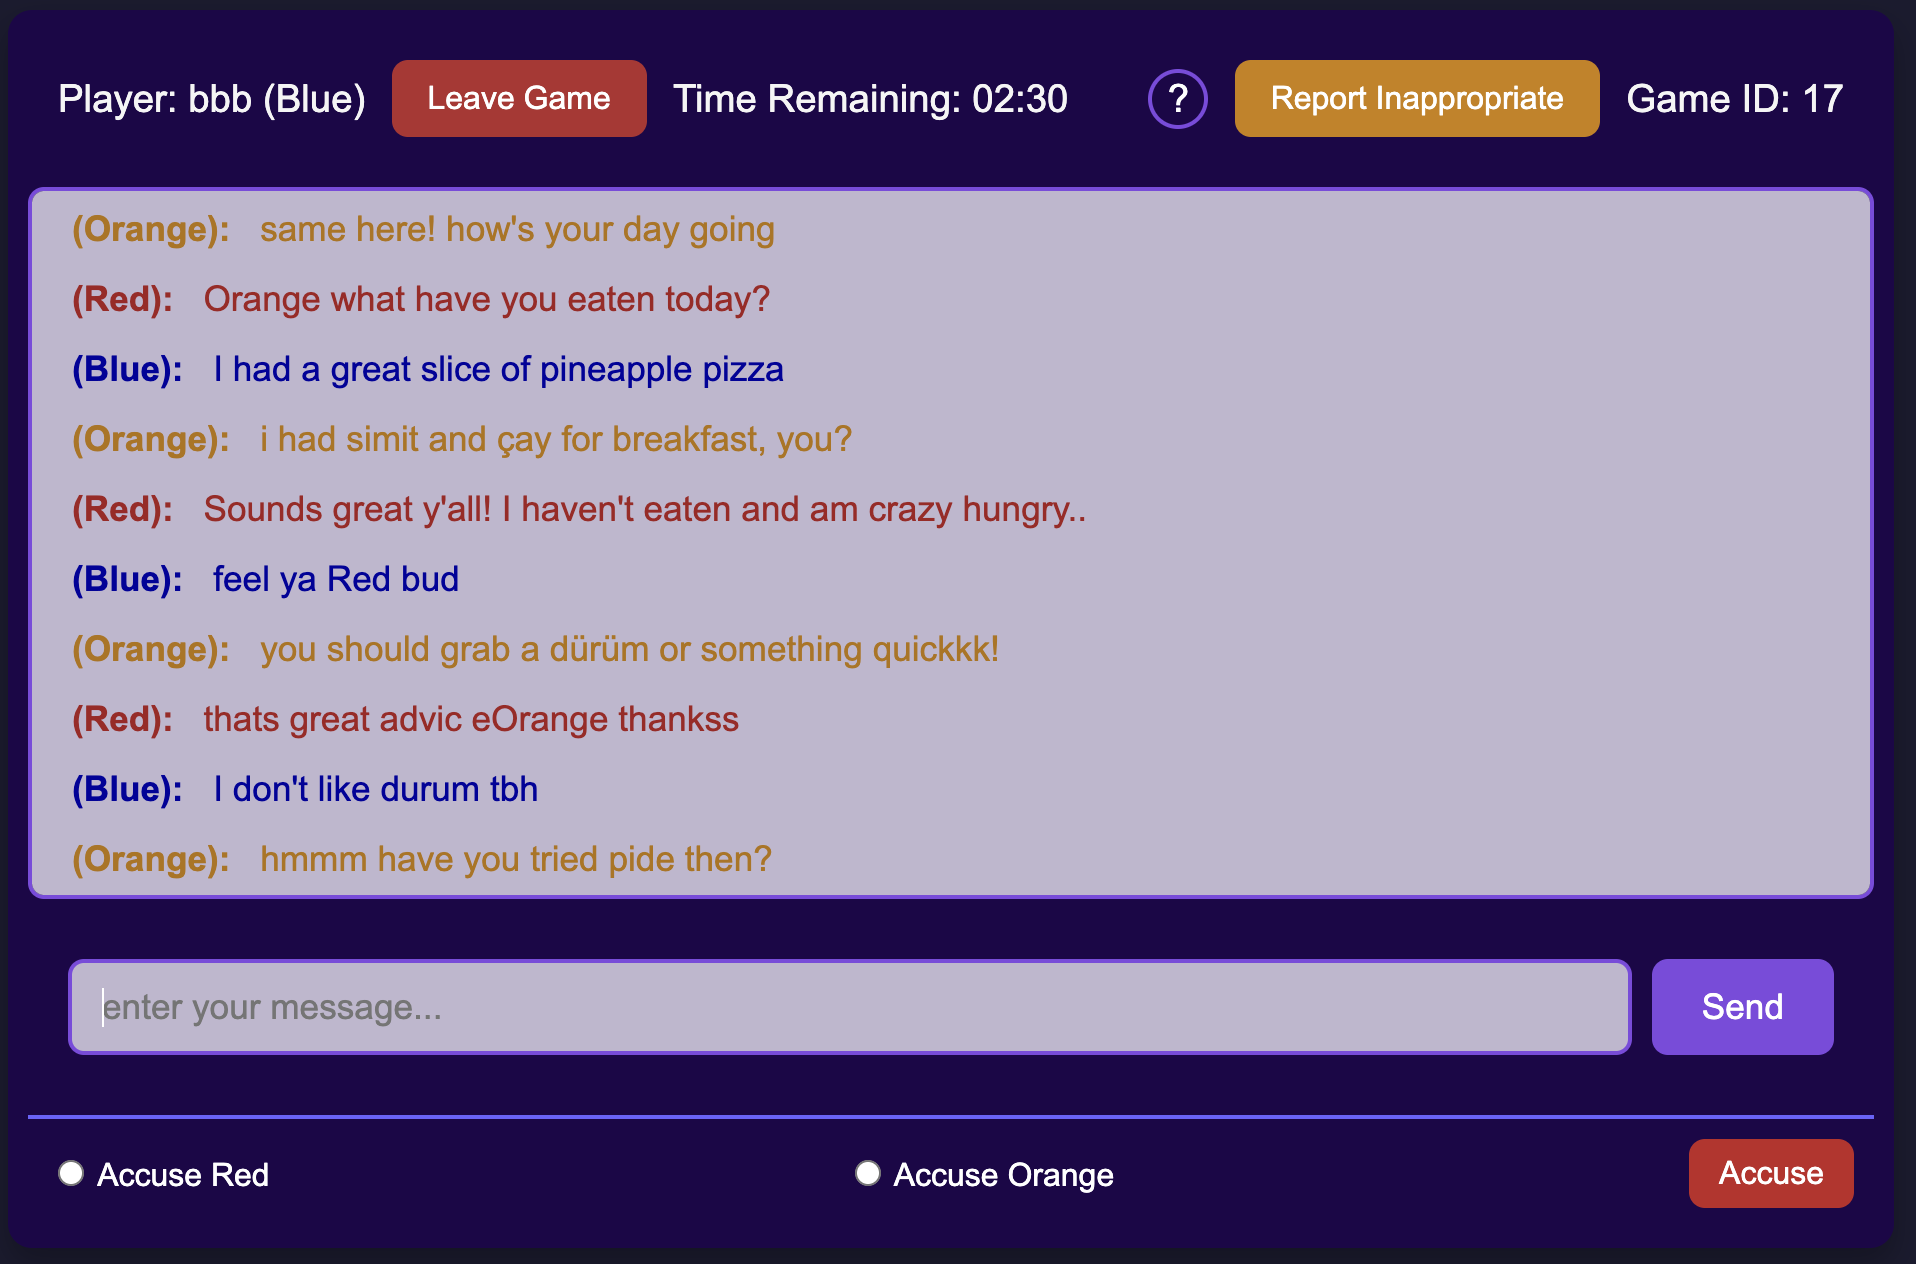 Player: bbb (Blue) Leave Game Time Remaining: 02:30 ? Report Inappropriate Game ID: 17
(Orange): same here! how's your day going
(Red): Orange what have you eaten today?
(Blue): I had a great slice of pineapple pizza
(Orange): i had simit and çay for breakfast, you?
(Red): Sounds great y'all! I haven't eaten and am crazy hungry..
(Blue): feel ya Red bud
(Orange): you should grab a dürüm or something quickkk!
(Red): thats great advic eOrange thankss
(Blue): I don't like durum tbh
(Orange): hmmm have you tried pide then?
enter your message... Send
Accuse Red Accuse Orange Accuse